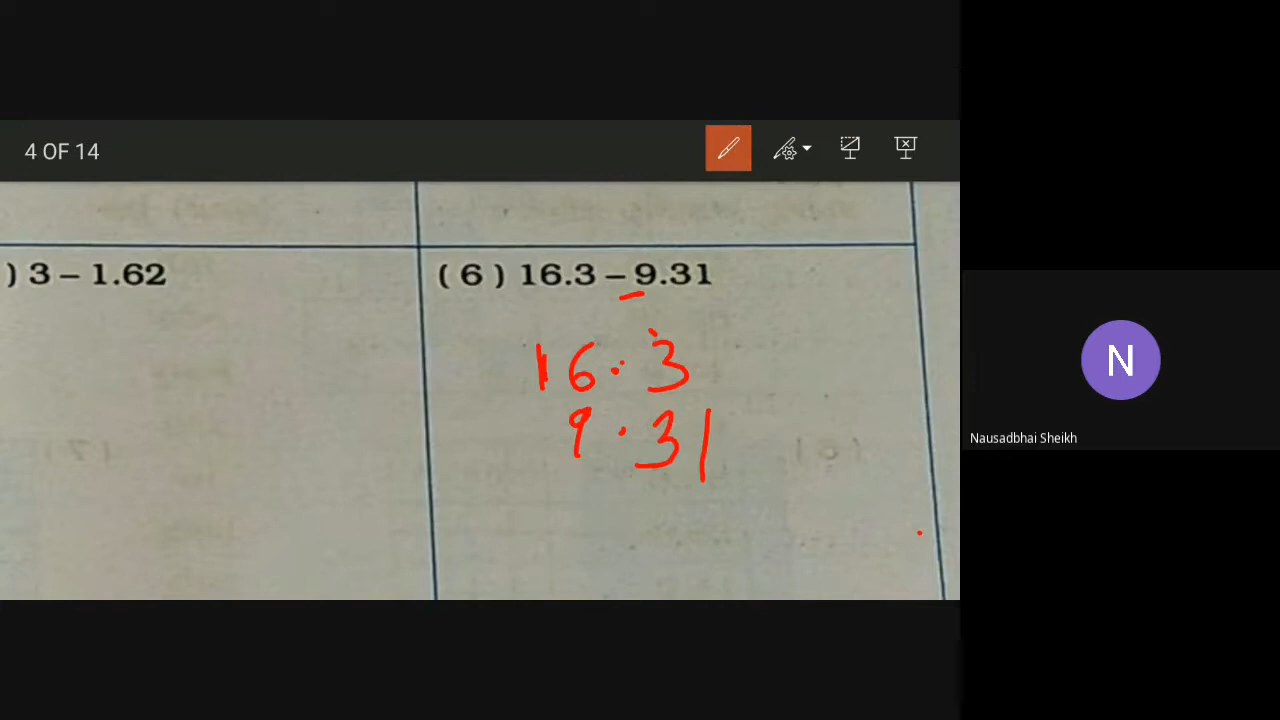 4 OF 14
) 3 – 1.62
( 6 ) 16.3 – 9.31
16.3
9.31
N
Nausadbhai Sheikh